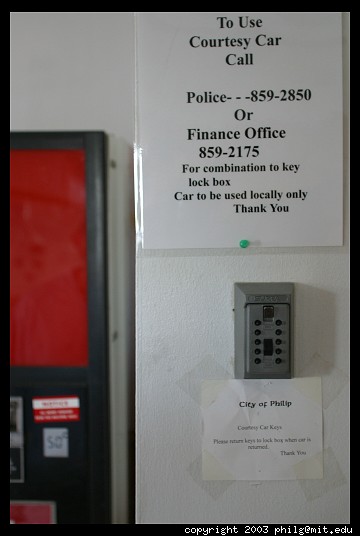 To Use
Courtesy Car
Call
Police- - -859-2850
Or
Finance Office
859-2175
For combination to key
lock box
Car to be used locally only
Thank You
NOTICE
50¢
City of Philip
Courtesy Car Keys
Please return keys to lock box when car is
returned.
Thank You
copyright 2003 philg@mit.edu